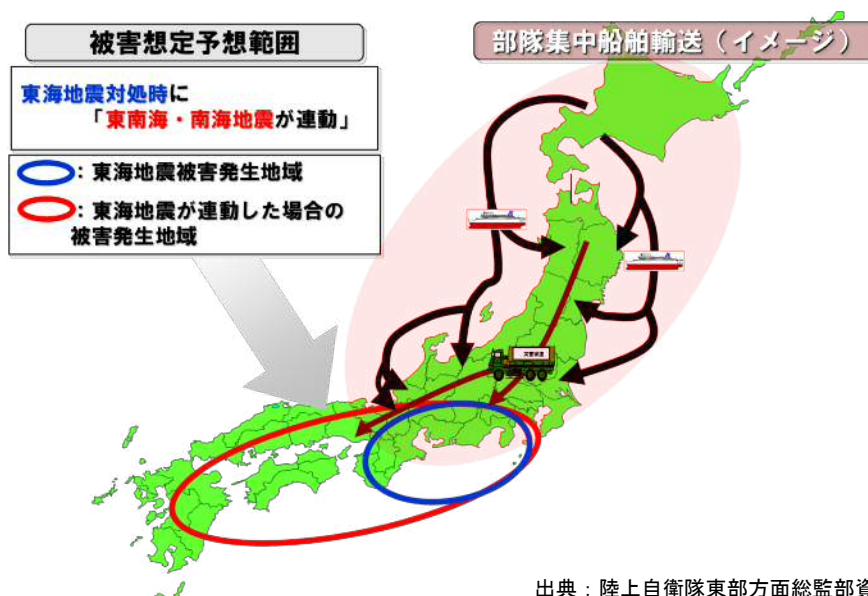 被害想定予想範囲
部隊集中船舶輸送（イメージ）
東海地震対処時に
「東南海・南海地震が連動」
：東海地震被害発生地域
：東海地震が連動した場合の
被害発生地域
災害派遣
出典：陸上自衛隊東部方面総監部資